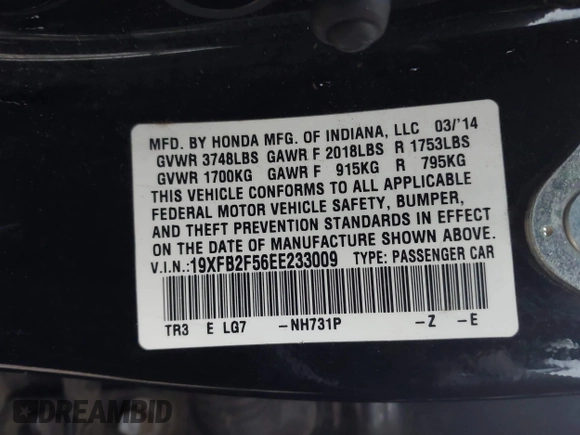 MFD. BY HONDA MFG. OF INDIANA, LLC 03/'14
GVWR 3748LBS GAWR F 2018LBS R 1753LBS
GVWR 1700KG GAWR F 915KG R 795KG
THIS VEHICLE CONFORMS TO ALL APPLICABLE
FEDERAL MOTOR VEHICLE SAFETY, BUMPER,
AND THEFT PREVENTION STANDARDS IN EFFECT
ON THE DATE OF MANUFACTURE SHOWN ABOVE.
V.I.N.:19XFB2F56EE233009 TYPE: PASSENGER CAR
TR3 E LG7 -NH731P -Z -E
DREAMBID